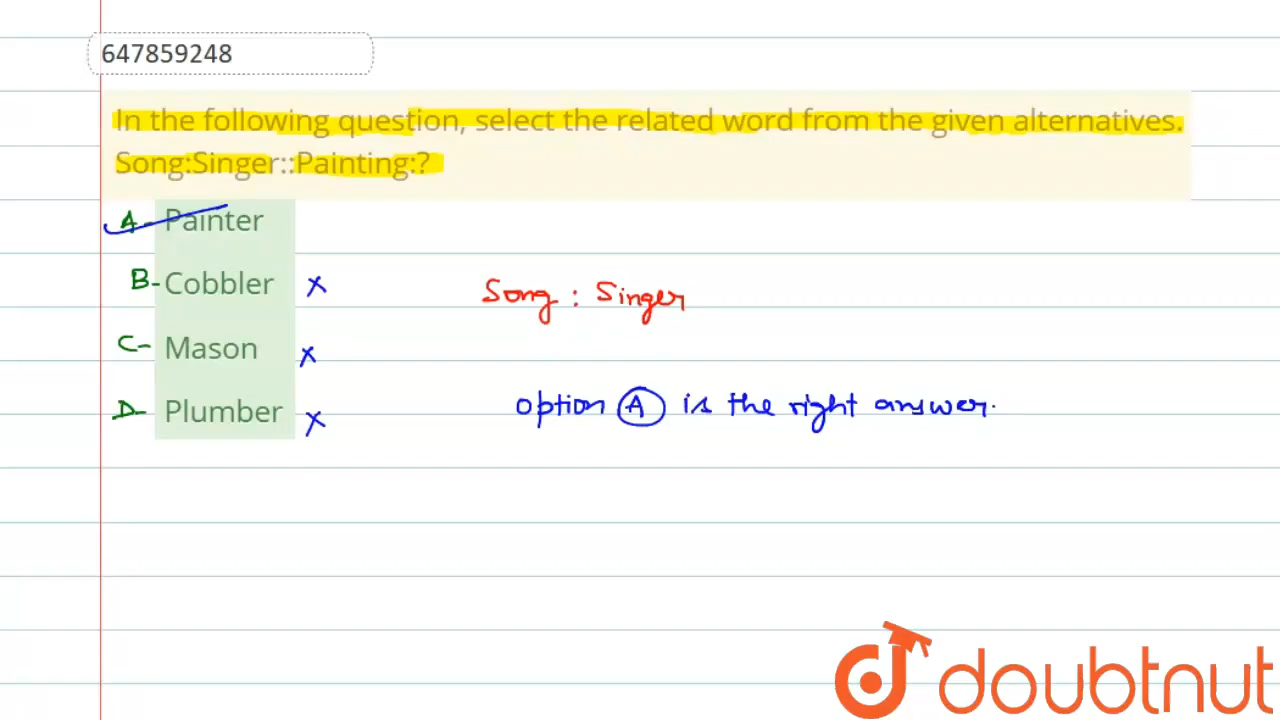 647859248
In the following question, select the related word from the given alternatives.
Song:Singer::Painting:?
A- Painter
B- Cobbler x
C- Mason x
D- Plumber x
Song : Singer
option A is the right answer.
doubtnut